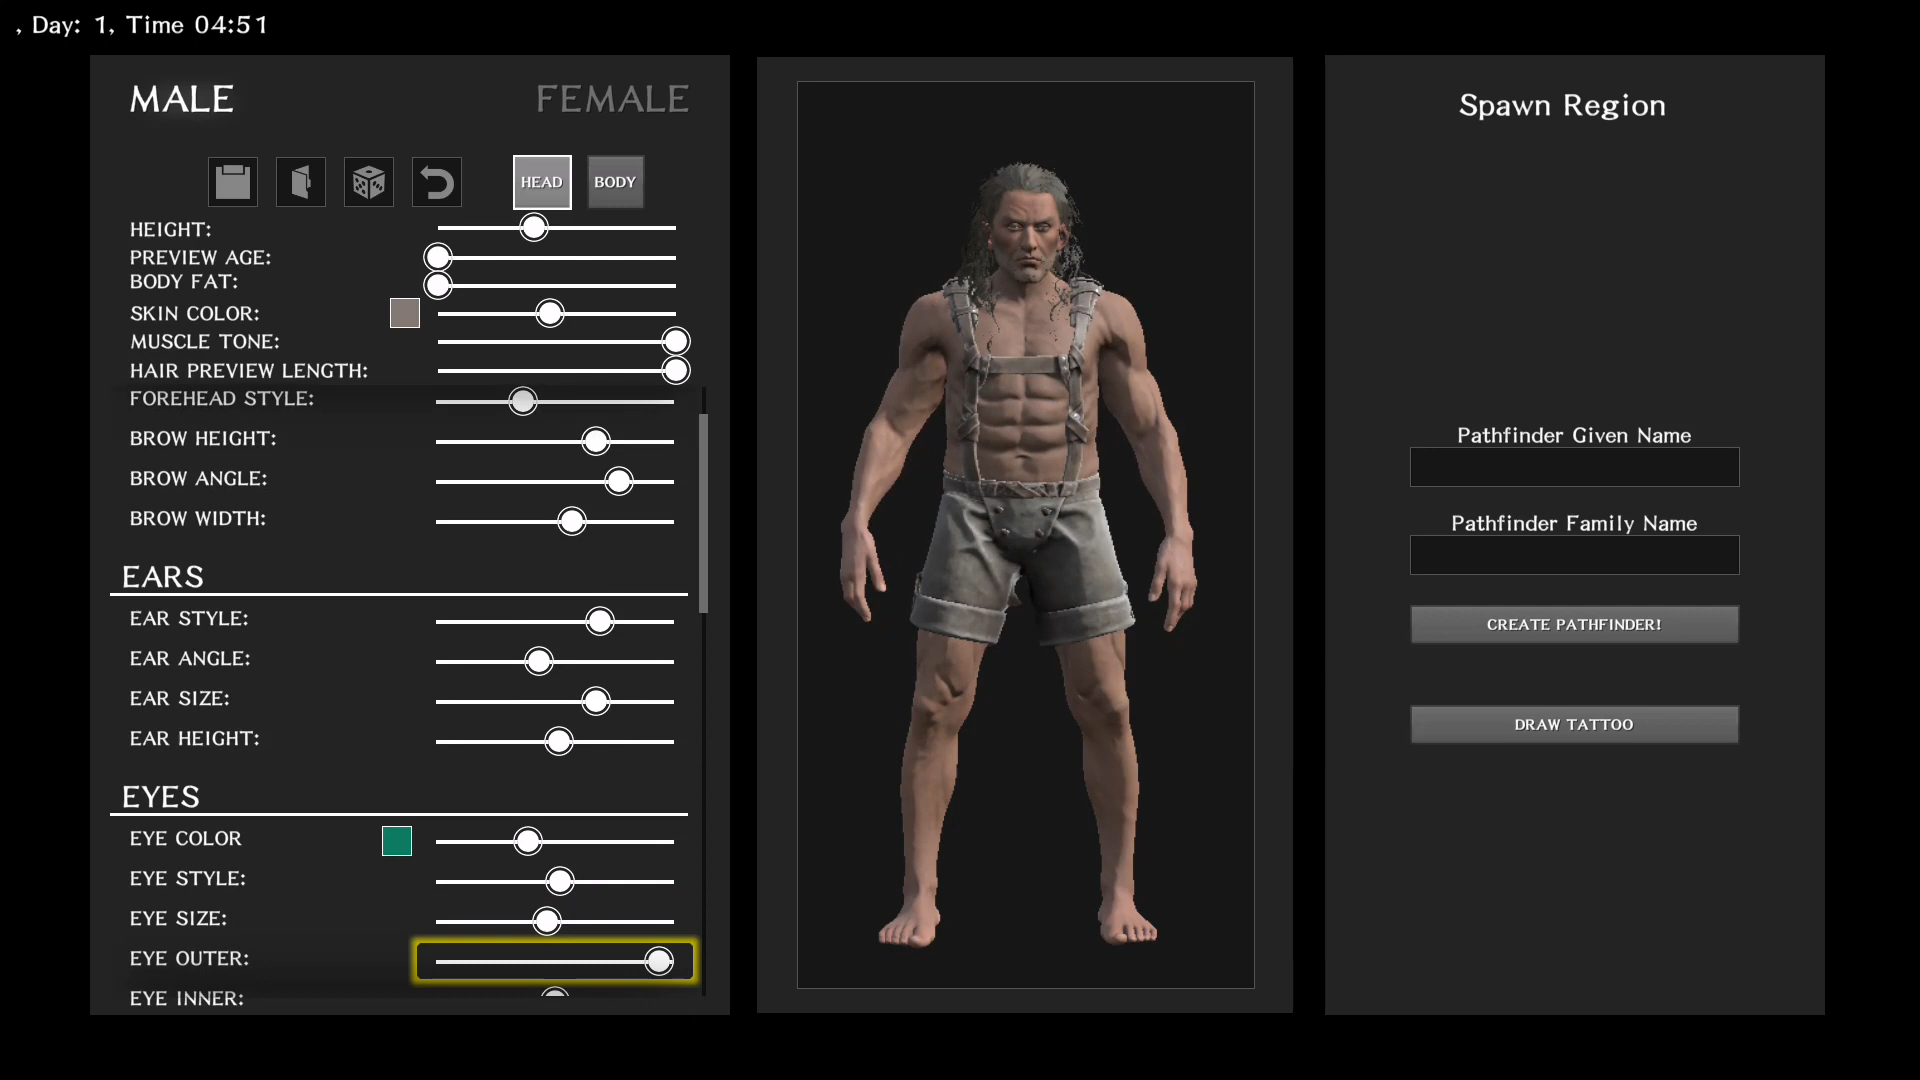 , Day: 1, Time 04:51
MALE
FEMALE
HEAD
BODY
HEIGHT:
PREVIEW AGE:
BODY FAT:
SKIN COLOR:
MUSCLE TONE:
HAIR PREVIEW LENGTH:
FOREHEAD STYLE:
BROW HEIGHT:
BROW ANGLE:
BROW WIDTH:
EARS
EAR STYLE:
EAR ANGLE:
EAR SIZE:
EAR HEIGHT:
EYES
EYE COLOR
EYE STYLE:
EYE SIZE:
EYE OUTER:
EYE INNER:
Spawn Region
Pathfinder Given Name
Pathfinder Family Name
CREATE PATHFINDER!
DRAW TATTOO